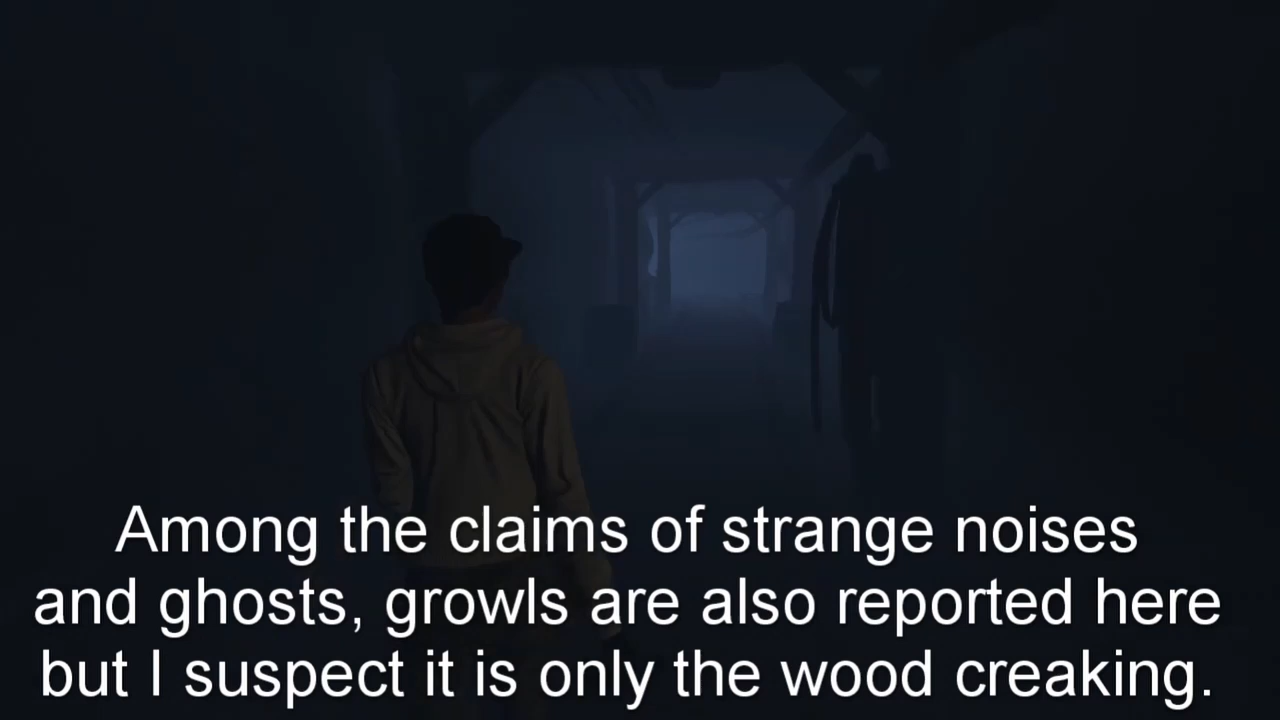 Among the claims of strange noises
and ghosts, growls are also reported here
but I suspect it is only the wood creaking.